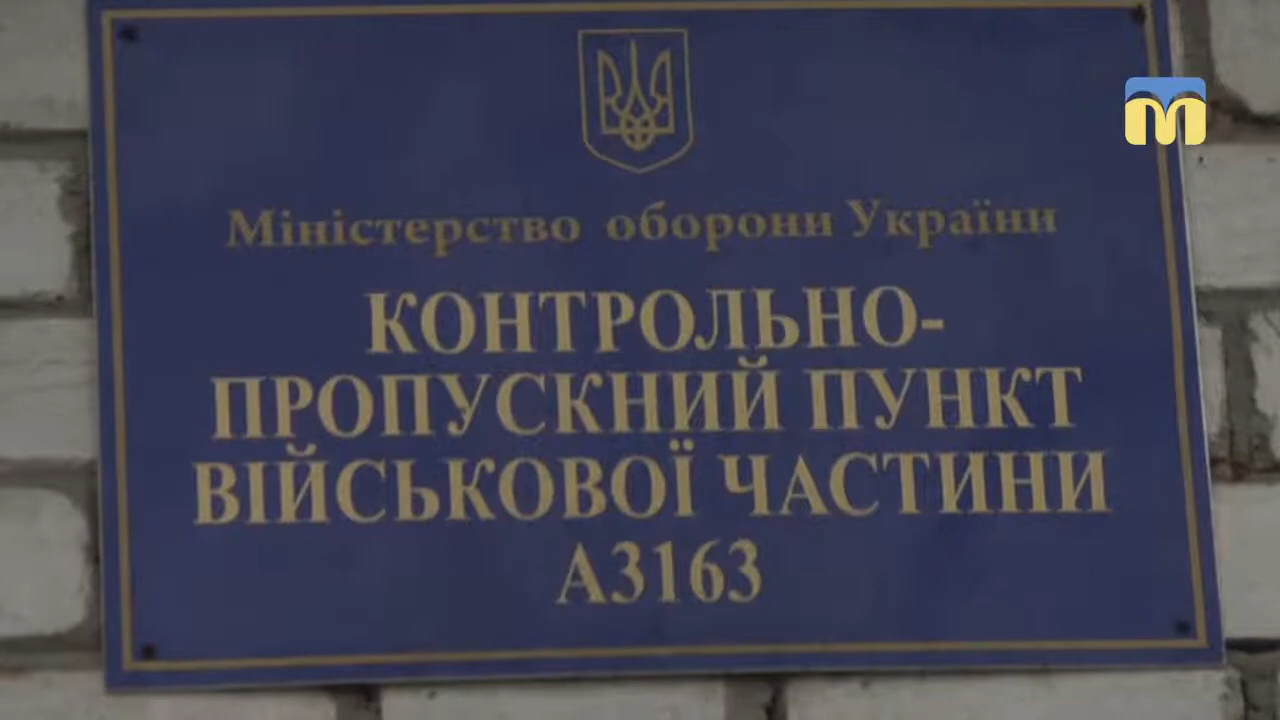 Міністерство оборони України
КОНТРОЛЬНО-
ПРОПУСКНИЙ ПУНКТ
ВІЙСЬКОВОЇ ЧАСТИНИ
А3163